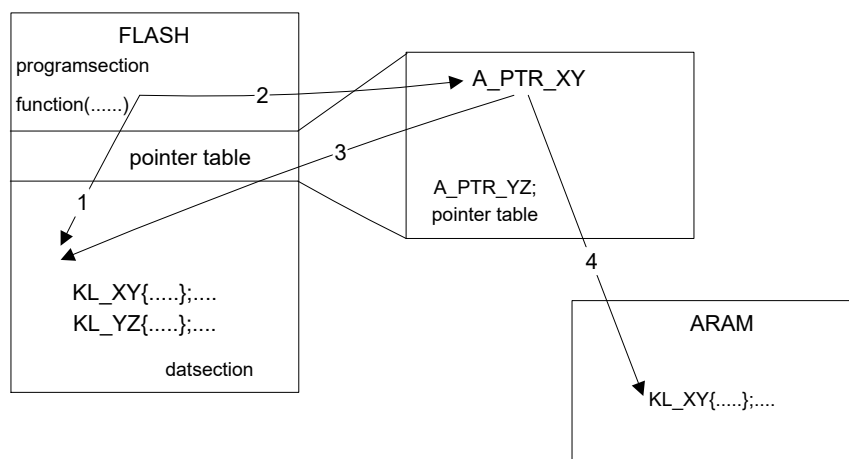 FLASH
programsection
function(......)
pointer table
1
2
3
A_PTR_XY
A_PTR_YZ;
pointer table
4
KL_XY{.....};....
KL_YZ{.....};....
datsection
ARAM
KL_XY{.....};....